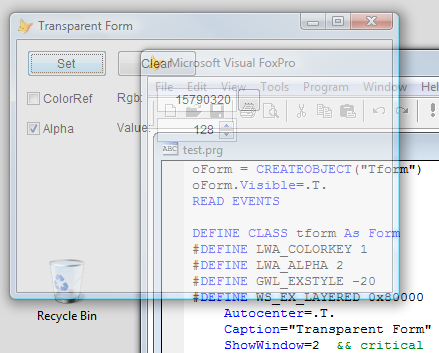 Transparent Form
Set Clear
ColorRef Rgb: 15790320
Alpha Value: 128
Microsoft Visual FoxPro
File Edit View Tools Program Window Help
test.prg
oForm = CREATEOBJECT("Tform")
oForm.Visible=.T.
READ EVENTS
DEFINE CLASS tform As Form
#DEFINE LWA_COLORKEY 1
#DEFINE LWA_ALPHA 2
#DEFINE GWL_EXSTYLE -20
#DEFINE WS_EX_LAYERED 0x80000
Autocenter=.T.
Caption="Transparent Form"
ShowWindow=2 && critical
Recycle Bin